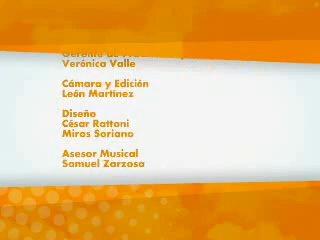 Verónica Valle
Cámara y Edición
León Martínez
Diseño
César Rattoni
Miros Soriano
Asesor Musical
Samuel Zarzosa